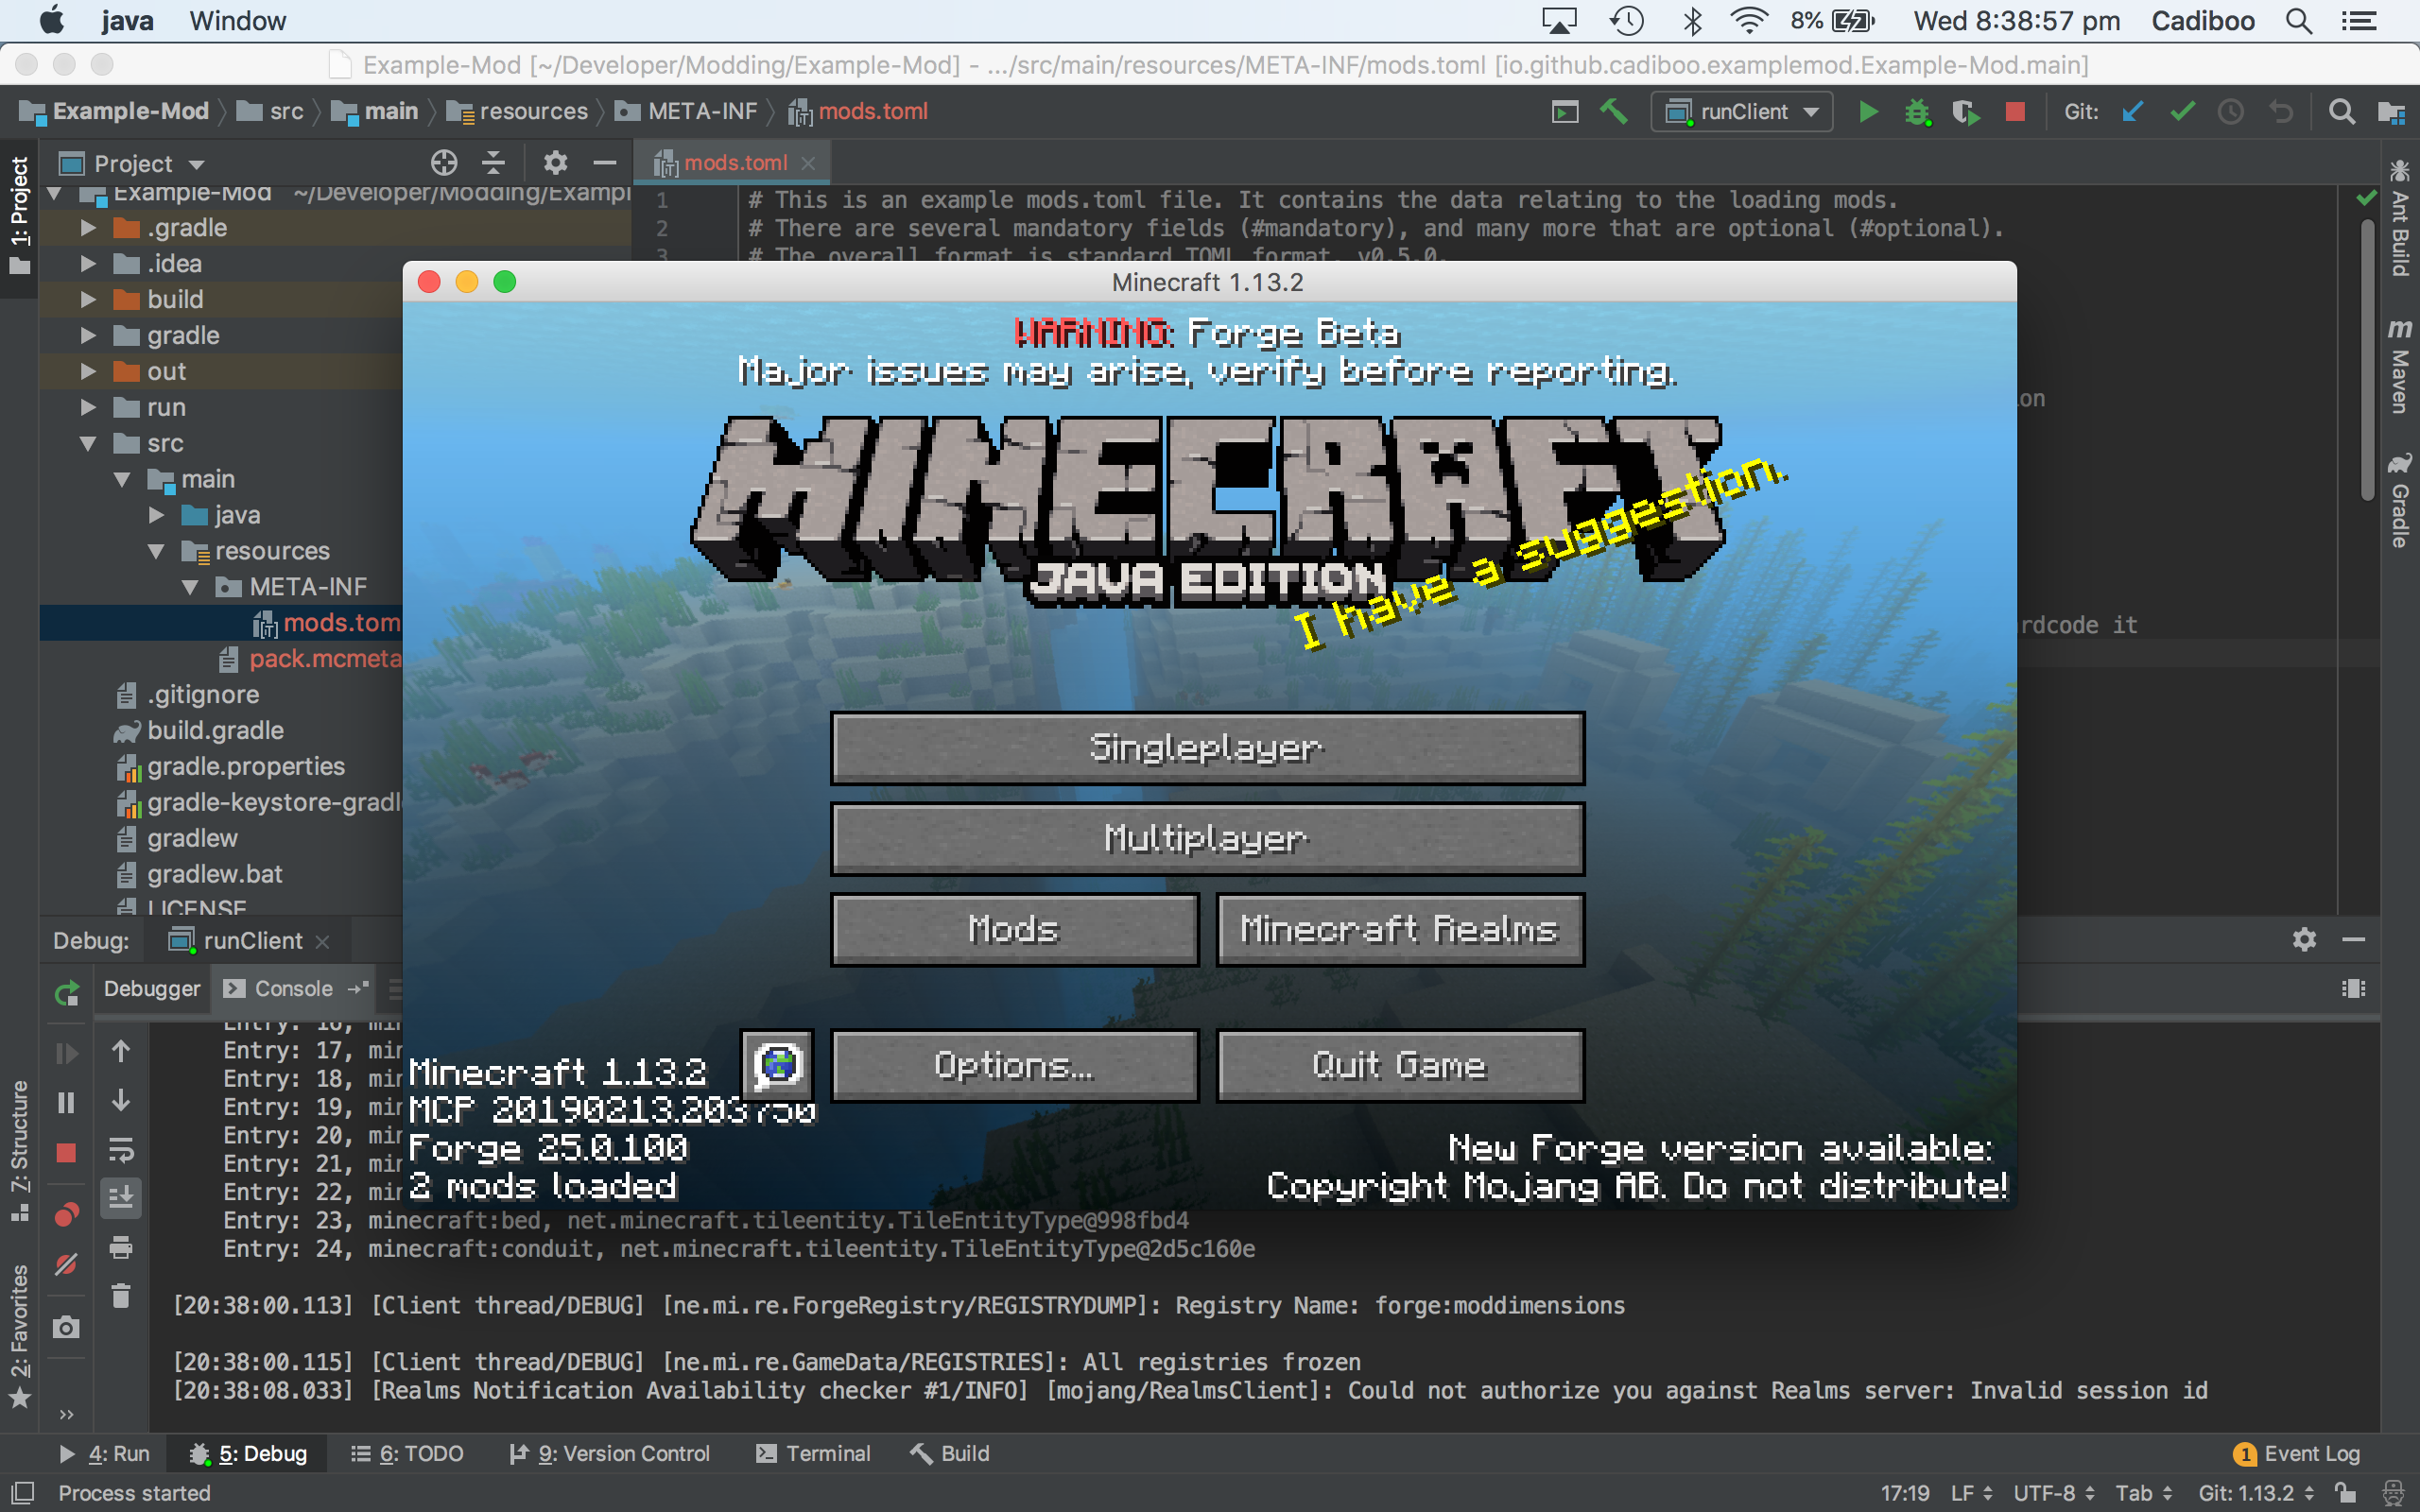 java Window 8% Wed 8:38:57 pm Cadiboo
Example-Mod [~/Developer/Modding/Example-Mod] - .../src/main/resources/META-INF/mods.toml [io.github.cadiboo.examplemod.Example-Mod.main]
Example-Mod src main resources META-INF mods.toml runClient Git:
Project
mods.toml
1: Project
Example-Mod ~/Developer/Modding/Exampl
.gradle
.idea
build
gradle
out
run
src
main
java
resources
META-INF
mods.tom
pack.mcmeta
.gitignore
build.gradle
gradle.properties
gradle-keystore-gradl
gradlew
gradlew.bat
LICENSE
1 # This is an example mods.toml file. It contains the data relating to the loading mods.
2 # There are several mandatory fields (#mandatory), and many more that are optional (#optional).
3 # The overall format is standard TOML format, v0.5.0.
on
rdcode it
Ant Build
Maven
Gradle
Minecraft 1.13.2
WARNING: Forge Beta
Major issues may arise, verify before reporting.
MINECRAFT
JAVA EDITION
I have a suggestion.
Singleplayer
Multiplayer
Mods
Minecraft Realms
Options...
Quit Game
Minecraft 1.13.2
MCP 20190213.203750
Forge 25.0.100
2 mods loaded
New Forge version available:
Copyright Mojang AB. Do not distribute!
Debug: runClient
Debugger Console
7: Structure
2: Favorites
Entry: 18, min
Entry: 17, min
Entry: 18, min
Entry: 19, min
Entry: 20, min
Entry: 21, min
Entry: 22, min
Entry: 23, minecraft:bed, net.minecraft.tileentity.TileEntityType@998fbd4
Entry: 24, minecraft:conduit, net.minecraft.tileentity.TileEntityType@2d5c160e
[20:38:00.113] [Client thread/DEBUG] [ne.mi.re.ForgeRegistry/REGISTRYDUMP]: Registry Name: forge:moddimensions
[20:38:00.115] [Client thread/DEBUG] [ne.mi.re.GameData/REGISTRIES]: All registries frozen
[20:38:08.033] [Realms Notification Availability checker #1/INFO] [mojang/RealmsClient]: Could not authorize you against Realms server: Invalid session id
4: Run 5: Debug 6: TODO 9: Version Control Terminal Build 1 Event Log
Process started 17:19 LF UTF-8 Tab Git: 1.13.2